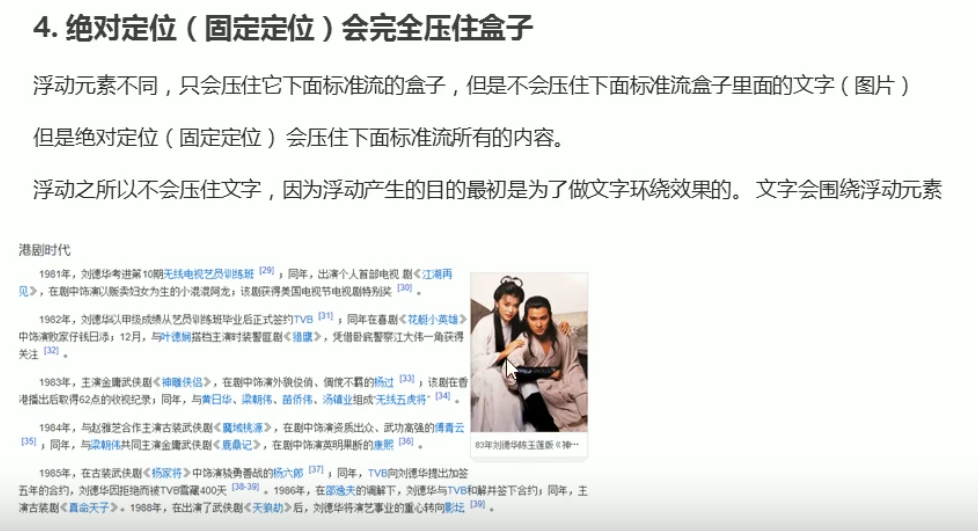 4. 绝对定位（固定定位）会完全压住盒子
浮动元素不同，只会压住它下面标准流的盒子，但是不会压住下面标准流盒子里面的文字（图片）
但是绝对定位（固定定位） 会压住下面标准流所有的内容。
浮动之所以不会压住文字，因为浮动产生的目的最初是为了做文字环绕效果的。 文字会围绕浮动元素
港剧时代
1981年，刘德华考进第10期无线电视艺员训练班 [29] ；同年，出演个人首部电视 剧《江湖再
见》，在剧中饰演以贩卖妇女为生的小混混阿龙；该剧获得美国电视节电视剧特别奖 [30] 。
1982年，刘德华以甲级成绩从艺员训练班毕业后正式签约TVB [31] ；同年在喜剧《花艇小英雄》
中饰演败家仔钱日添；12月，与叶德娴搭档主演时装警匪剧《猎鹰》，凭借卧底警察江大伟一角获得
关注 [32] 。
1983年，主演金庸武侠剧《神雕侠侣》，在剧中饰演外貌俊俏、倜傥不羁的杨过 [33] ；该剧在香
港播出后取得62点的收视纪录；同年，与黄日华、梁朝伟、苗侨伟、汤镇业组成“无线五虎将” [34] 。
1984年，与赵雅芝合作主演古装武侠剧《魔域桃源》，在剧中饰演资质出众、武功高强的傅青云
[35] ；同年，与梁朝伟共同主演金庸武侠剧《鹿鼎记》，在剧中饰演英明果断的康熙 [36] 。
1985年，在古装武侠剧《杨家将》中饰演骁勇善战的杨六郎 [37] ；同年，TVB向刘德华提出加签
五年的合约，刘德华因拒绝而被TVB雪藏400天 [38-39] 。1986年，在邵逸夫的调解下，刘德华与TVB和解并签下合约；同年，主
演古装剧《真命天子》。1988年，在出演了武侠剧《天狼劫》后，刘德华将演艺事业的重心转向影坛 [39] 。
83年刘德华陈玉莲版《神…